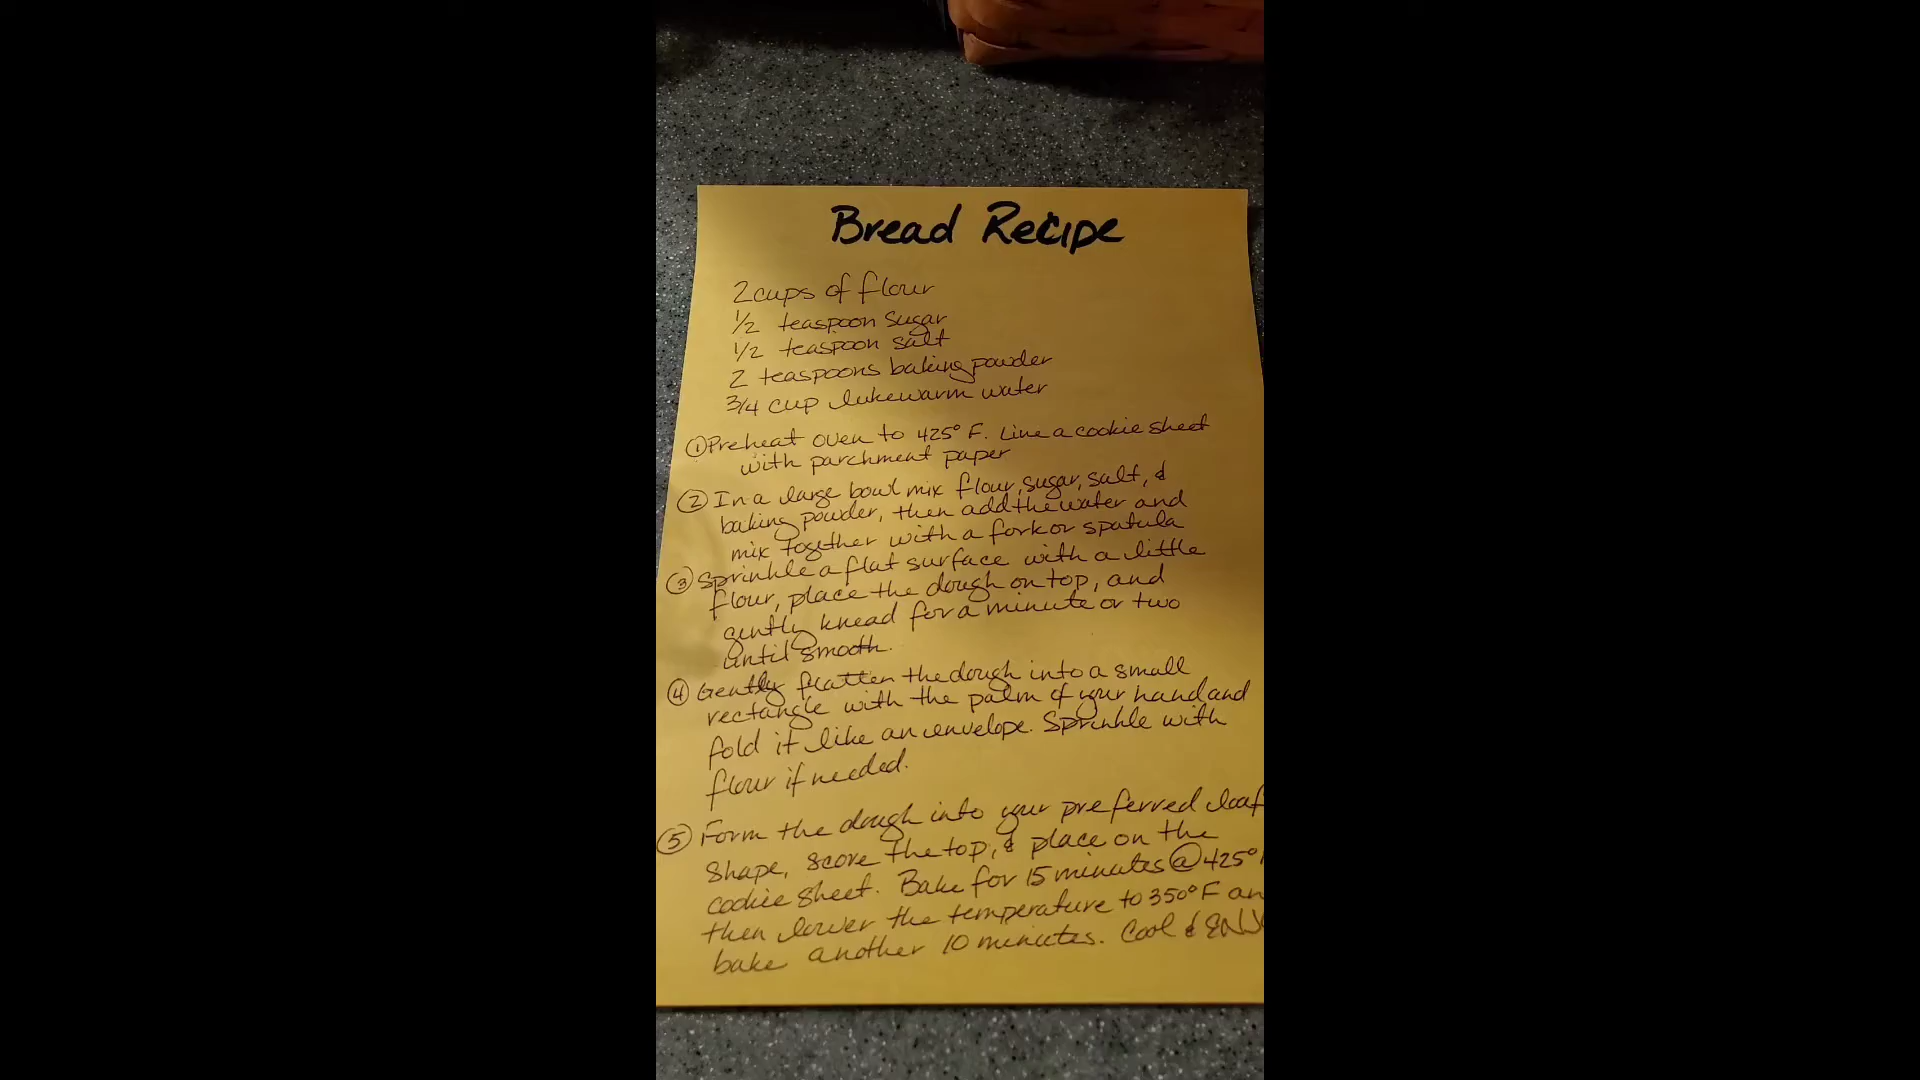 Bread Recipe
2 cups of flour
1/2 teaspoon sugar
1/2 teaspoon salt
2 teaspoons baking powder
3/4 cup lukewarm water
① Preheat oven to 425° F. Line a cookie sheet
with parchment paper
② In a large bowl mix flour, sugar, salt, &
baking powder, then add the water and
mix together with a fork or spatula
③ Sprinkle a flat surface with a little
flour, place the dough on top, and
gently knead for a minute or two
until smooth.
④ Gently flatten the dough into a small
rectangle with the palm of your hand and
fold it like an envelope. Sprinkle with
flour if needed.
⑤ Form the dough into your preferred loaf
shape, score the top, & place on the
cookie sheet. Bake for 15 minutes @ 425°
then lower the temperature to 350° F an
bake another 10 minutes. Cool & ENJ